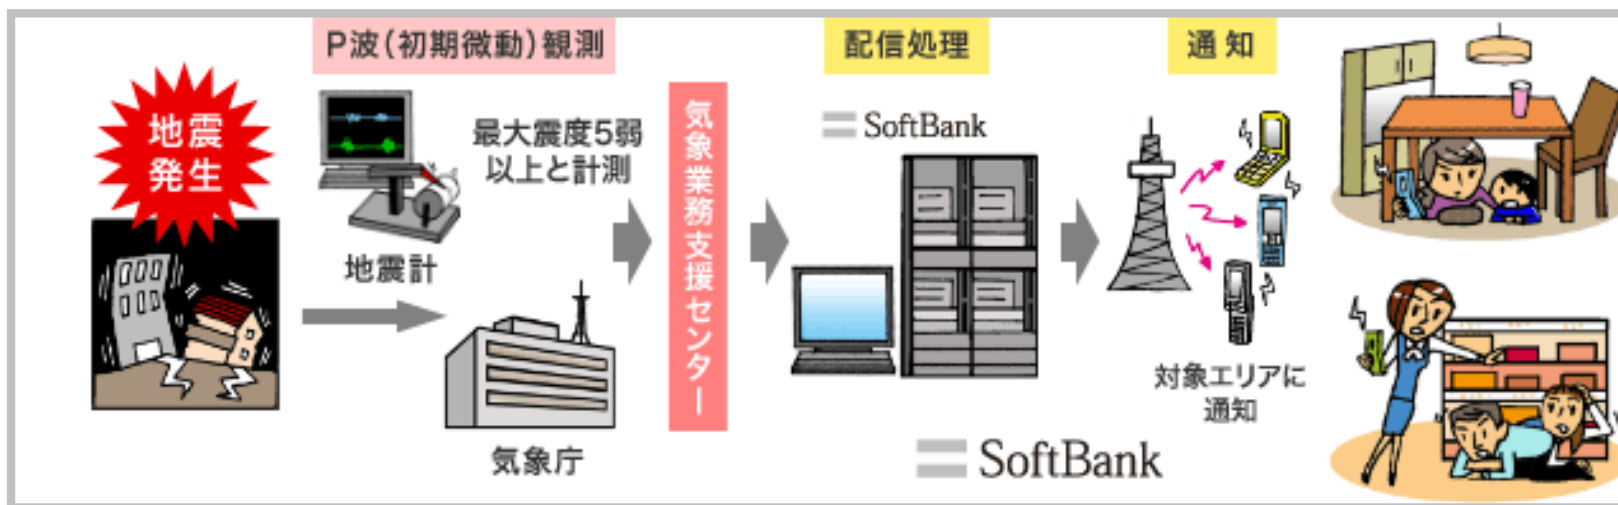 P波(初期微動)観測
配信処理
通知
地震
発生
最大震度5弱
以上と計測
気象業務支援センター
SoftBank
地震計
対象エリアに
通知
気象庁
SoftBank